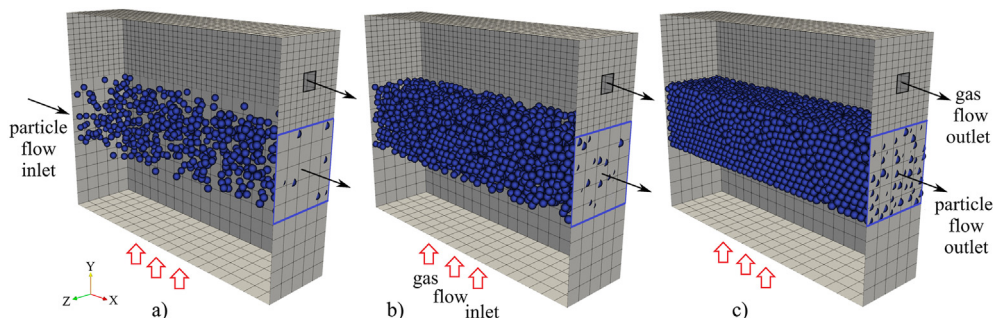 particle
flow
inlet
gas
flow
outlet
particle
flow
outlet
gas
flow
inlet
Y
Z
X
a)
b)
c)